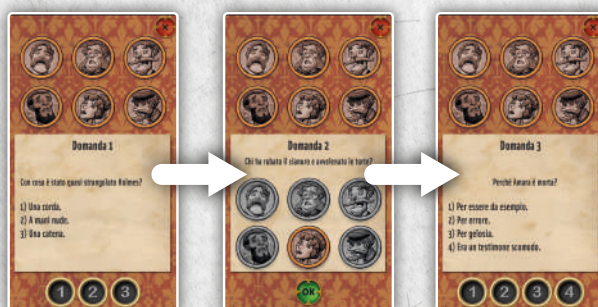 Domanda 1
Con cosa è stato quasi strangolato Holmes?
1) Una corda.
2) A mani nude.
3) Una catena.
1 2 3
Domanda 2
Chi ha rubato il cianuro e avvelenato le torte?
OK
Domanda 3
Perché Amara è morta?
1) Per essere da esempio.
2) Per errore.
3) Per gelosia.
4) Era un testimone scomodo.
1 2 3 4